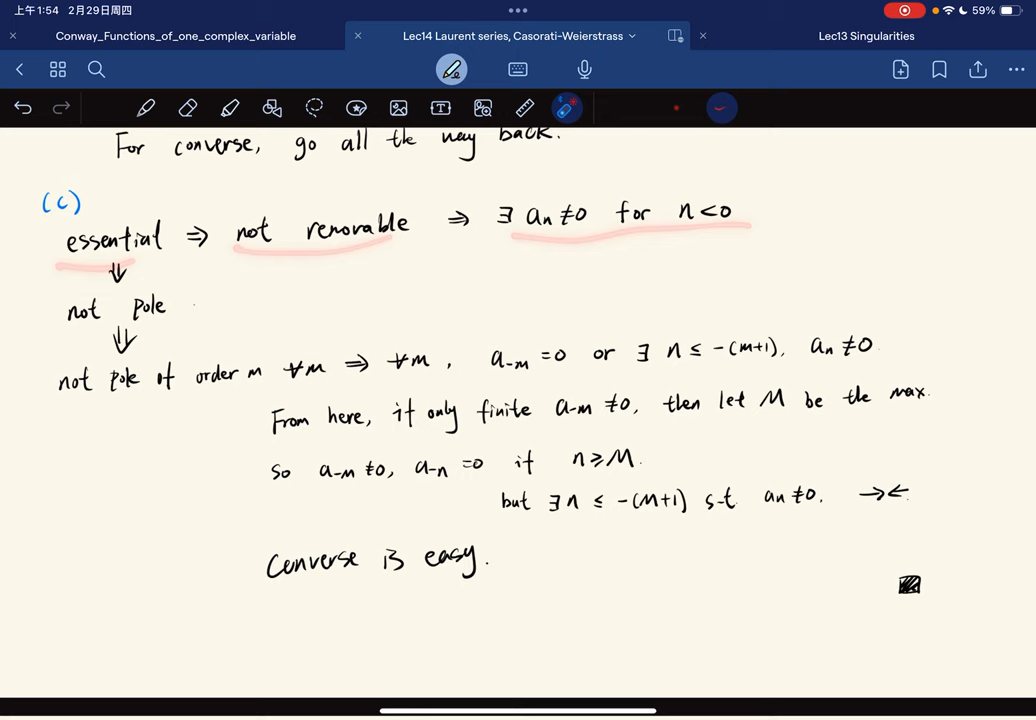 上午1:54 2月29日周四
59%
Conway_Functions_of_one_complex_variable
Lec14 Laurent series, Casorati-Weierstrass
Lec13 Singularities
For converse, go all the way back.
(c)
essential ⇒ not removable ⇒ ∃ an ≠ 0 for n < 0
⇓
not pole
⇓
not pole of order m ∀m ⇒ ∀m, a-m = 0 or ∃ n ≤ -(m+1), an ≠ 0
From here, if only finite a-m ≠ 0, then let M be the max.
so a-M ≠ 0, a-n = 0 if n ≥ M.
but ∃ n ≤ -(M+1) s.t. an ≠ 0. →←
Converse is easy.